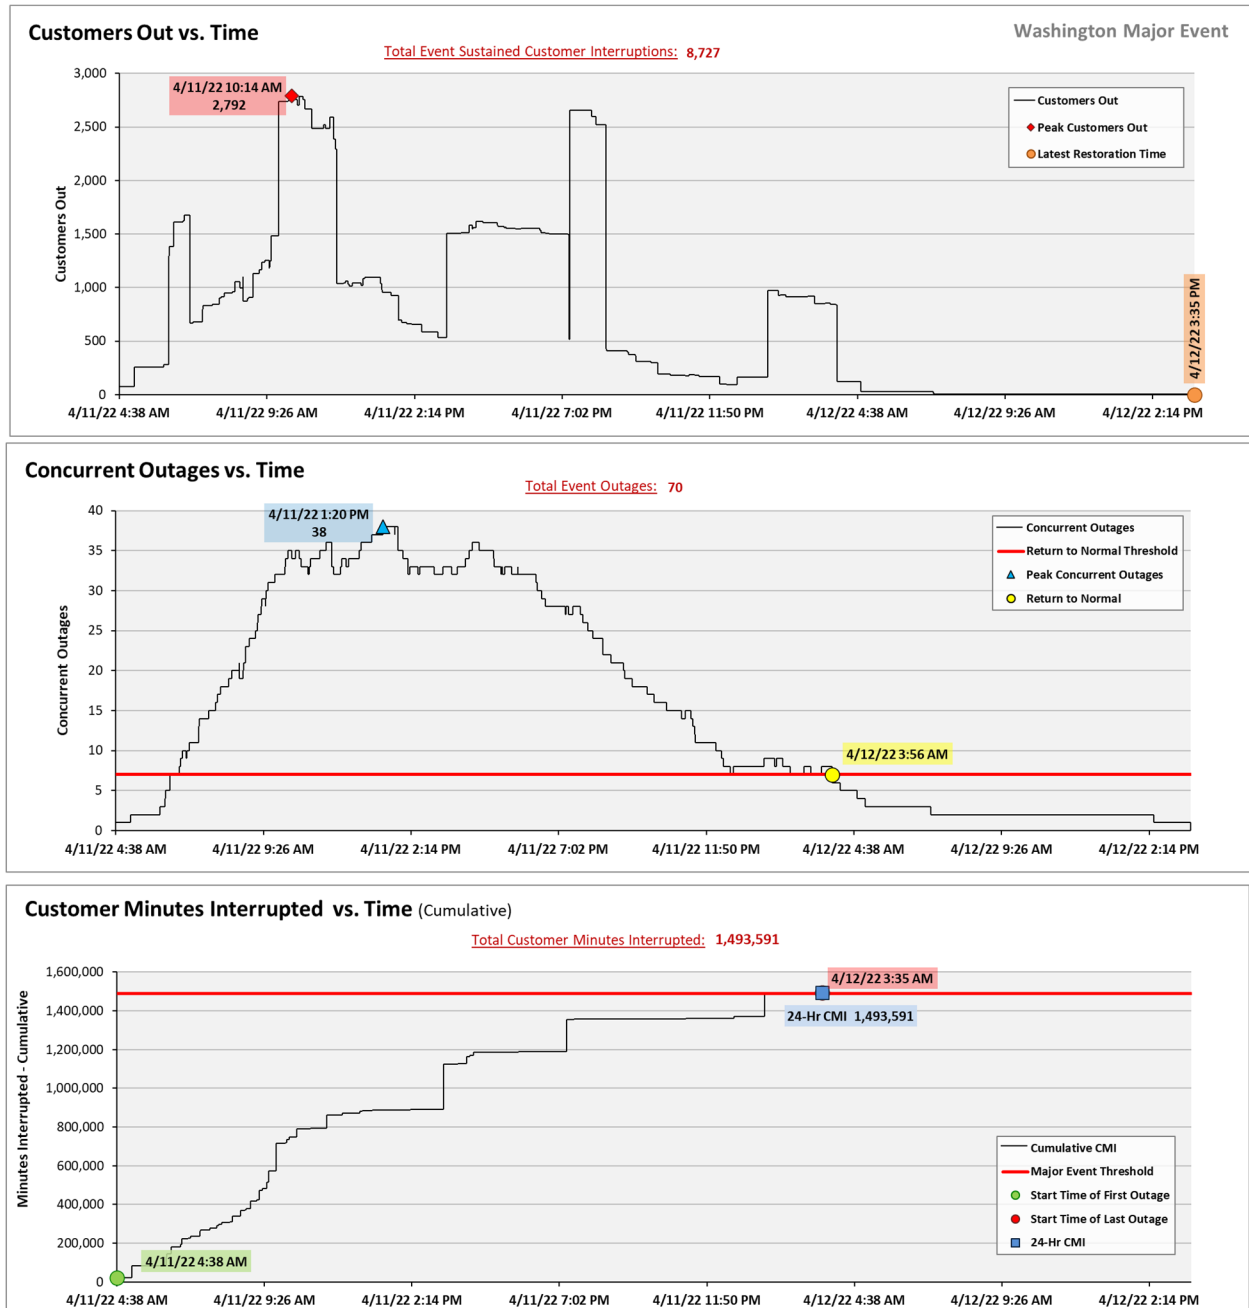 Customers Out vs. Time
Washington Major Event
Total Event Sustained Customer Interruptions: 8,727
Customers Out
3,000
2,500
2,000
1,500
1,000
500
0
4/11/22 10:14 AM
2,792
Customers Out
Peak Customers Out
Latest Restoration Time
4/12/22 3:35 PM
4/11/22 4:38 AM 4/11/22 9:26 AM 4/11/22 2:14 PM 4/11/22 7:02 PM 4/11/22 11:50 PM 4/12/22 4:38 AM 4/12/22 9:26 AM 4/12/22 2:14 PM
Concurrent Outages vs. Time
Total Event Outages: 70
Concurrent Outages
40
35
30
25
20
15
10
5
0
4/11/22 1:20 PM
38
Concurrent Outages
Return to Normal Threshold
Peak Concurrent Outages
Return to Normal
4/12/22 3:56 AM
4/11/22 4:38 AM 4/11/22 9:26 AM 4/11/22 2:14 PM 4/11/22 7:02 PM 4/11/22 11:50 PM 4/12/22 4:38 AM 4/12/22 9:26 AM 4/12/22 2:14 PM
Customer Minutes Interrupted vs. Time (Cumulative)
Total Customer Minutes Interrupted: 1,493,591
Minutes Interrupted - Cumulative
1,600,000
1,400,000
1,200,000
1,000,000
800,000
600,000
400,000
200,000
0
4/12/22 3:35 AM
24-Hr CMI 1,493,591
Cumulative CMI
Major Event Threshold
Start Time of First Outage
Start Time of Last Outage
24-Hr CMI
4/11/22 4:38 AM
4/11/22 4:38 AM 4/11/22 9:26 AM 4/11/22 2:14 PM 4/11/22 7:02 PM 4/11/22 11:50 PM 4/12/22 4:38 AM 4/12/22 9:26 AM 4/12/22 2:14 PM